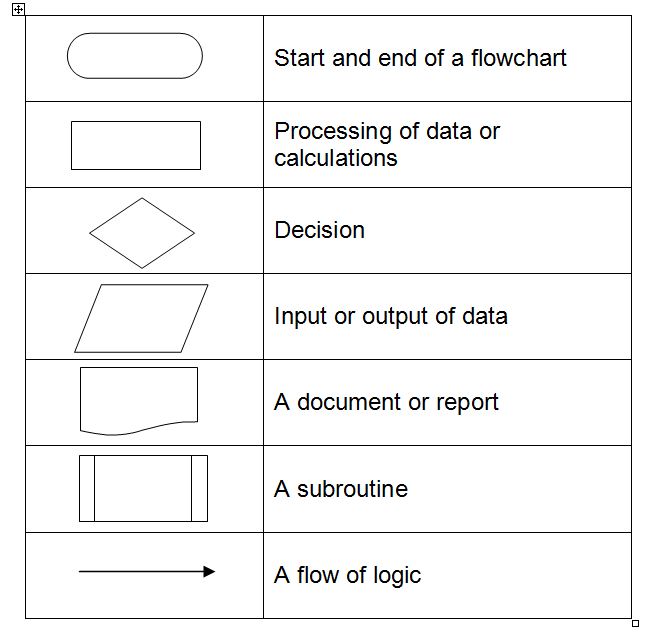 Start and end of a flowchart
Processing of data or
calculations
Decision
Input or output of data
A document or report
A subroutine
A flow of logic